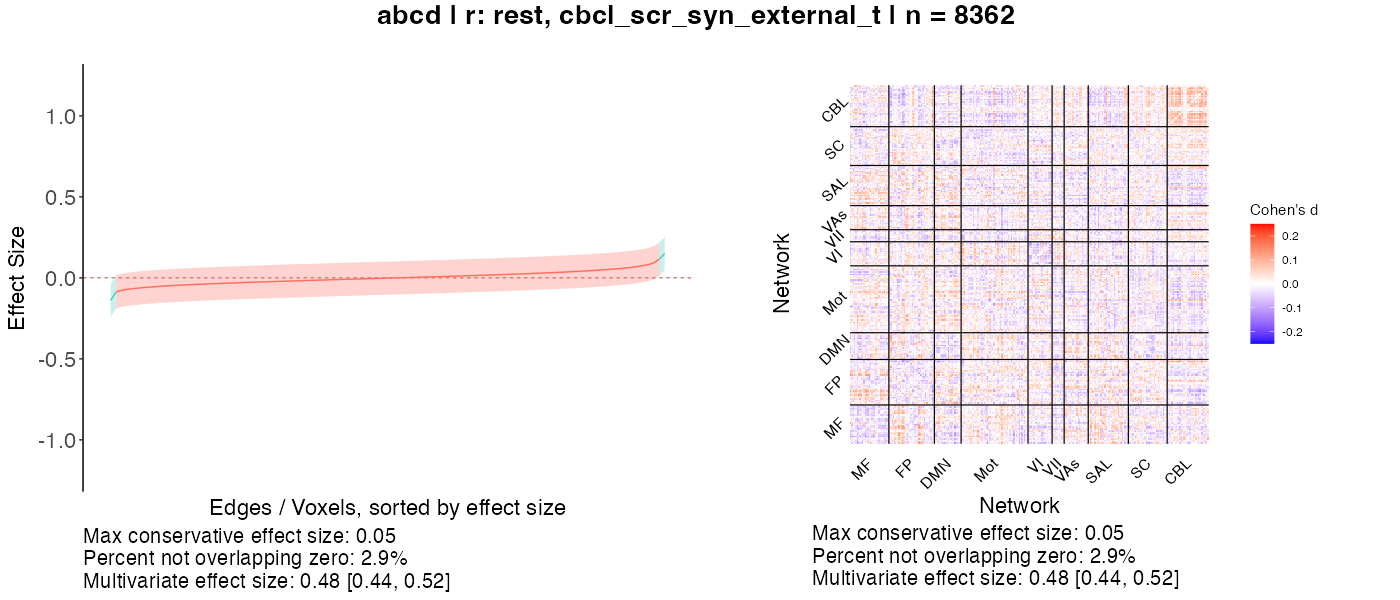 abcd | r: rest, cbcl_scr_syn_external_t | n = 8362
1.0
0.5
0.0
-0.5
-1.0
Effect Size
Edges / Voxels, sorted by effect size
Max conservative effect size: 0.05
Percent not overlapping zero: 2.9%
Multivariate effect size: 0.48 [0.44, 0.52]
Network
CBL
SC
SAL
VAs
VII
VI
Mot
DMN
FP
MF
MF
FP
DMN
Mot
VI
VII
VAs
SAL
SC
CBL
Network
Max conservative effect size: 0.05
Percent not overlapping zero: 2.9%
Multivariate effect size: 0.48 [0.44, 0.52]
Cohen's d
0.2
0.1
0.0
-0.1
-0.2